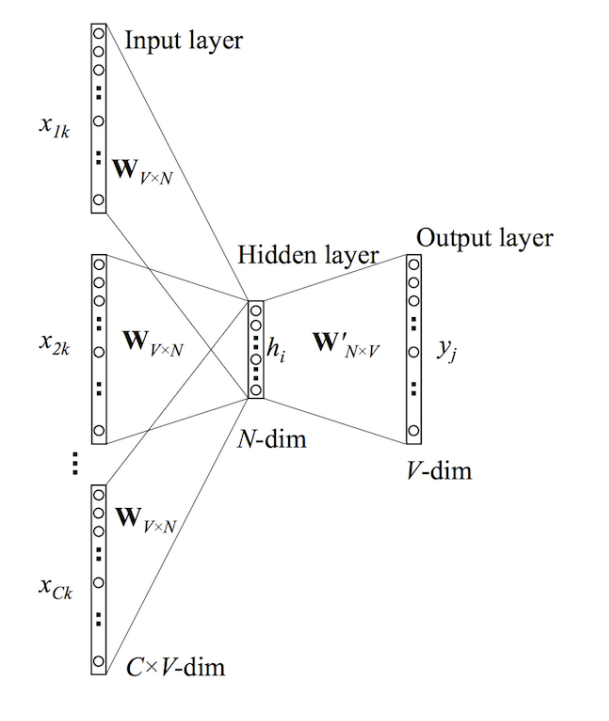 Input layer
x1k
WV×N
Hidden layer
Output layer
x2k
WV×N
hi
W'N×V
yj
N-dim
V-dim
WV×N
xCk
C×V-dim